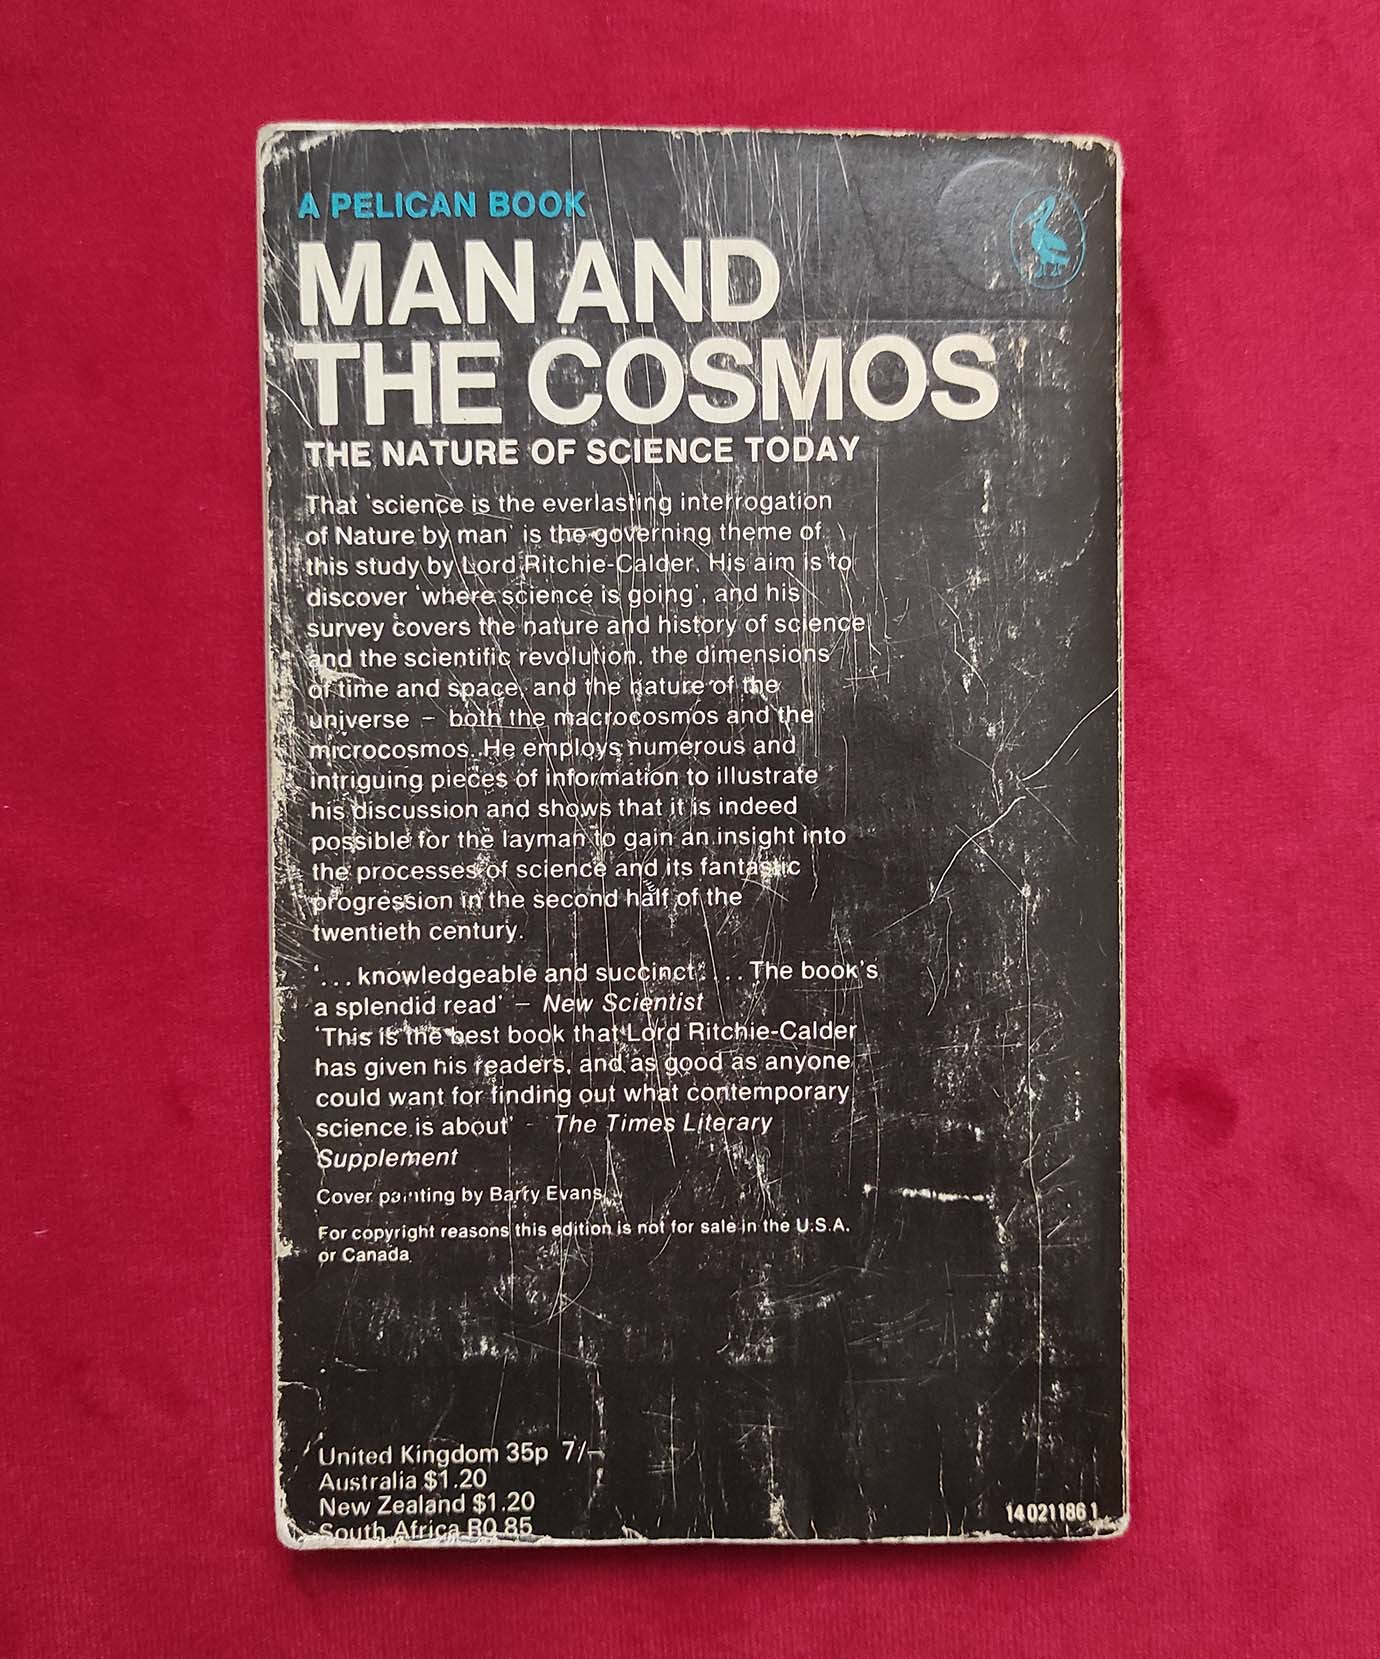 A PELICAN BOOK
MAN AND
THE COSMOS
THE NATURE OF SCIENCE TODAY
That 'science is the everlasting interrogation
of Nature by man' is the governing theme of
this study by Lord Ritchie-Calder. His aim is to
discover 'where science is going', and his
survey covers the nature and history of science
and the scientific revolution, the dimensions
of time and space, and the nature of the
universe – both the macrocosmos and the
microcosmos. He employs numerous and
intriguing pieces of information to illustrate
his discussion and shows that it is indeed
possible for the layman to gain an insight into
the processes of science and its fantastic
progression in the second half of the
twentieth century.
'. . . knowledgeable and succinct . . . . The book's
a splendid read' – New Scientist
'This is the best book that Lord Ritchie-Calder
has given his readers, and as good as anyone
could want for finding out what contemporary
science is about' – The Times Literary
Supplement
Cover painting by Barry Evans
For copyright reasons this edition is not for sale in the U.S.A.
or Canada
United Kingdom 35p 7/–
Australia $1.20
New Zealand $1.20
South Africa R0.85
14 021186 1